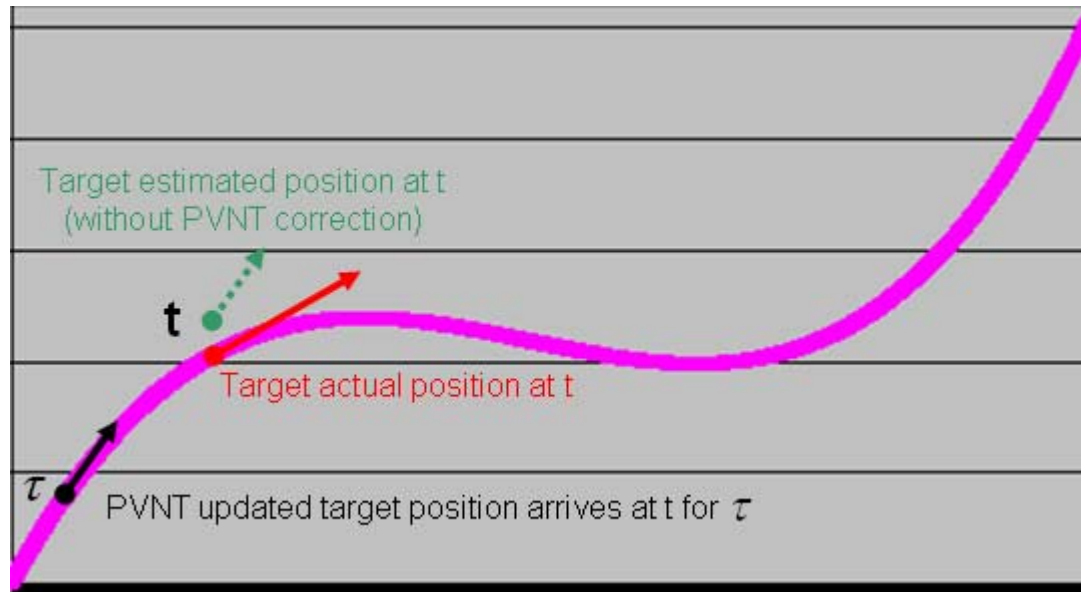 Target estimated position at t
(without PVNT correction)
t
Target actual position at t
τ
PVNT updated target position arrives at t for τ